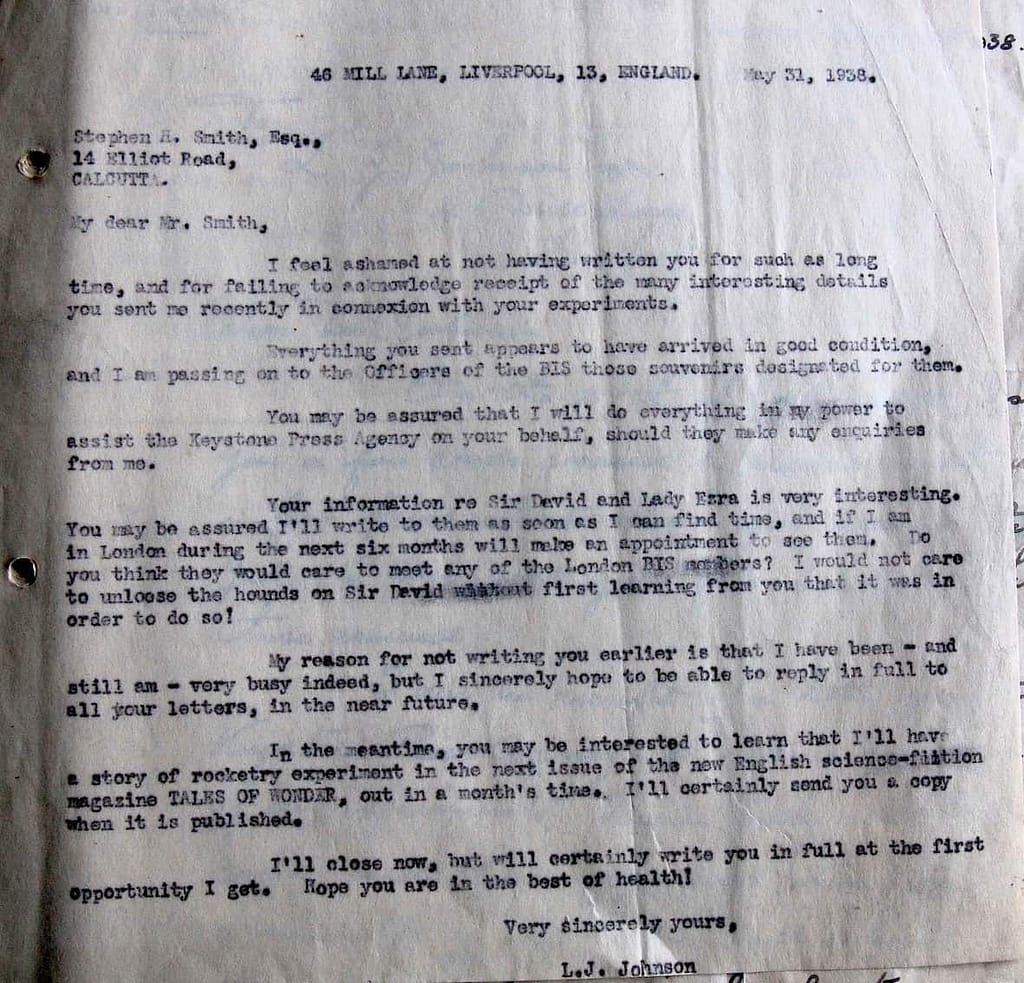 38.
46 MILL LANE, LIVERPOOL, 13, ENGLAND. May 31, 1938.
Stephen H. Smith, Esq.,
14 Elliot Road,
CALCUTTA.
My dear Mr. Smith,
I feel ashamed at not having written you for such as long
time, and for failing to acknowledge receipt of the many interesting details
you sent me recently in connexion with your experiments.
Everything you sent appears to have arrived in good condition,
and I am passing on to the Officers of the BIS those souvenirs designated for them.
You may be assured that I will do everything in my power to
assist the Keystone Press Agency on your behalf, should they make any enquiries
from me.
Your information re Sir David and Lady Ezra is very interesting.
You may be assured I'll write to them as soon as I can find time, and if I am
in London during the next six months will make an appointment to see them. Do
you think they would care to meet any of the London BIS members? I would not care
to unloose the hounds on Sir David without first learning from you that it was in
order to do so!
My reason for not writing you earlier is that I have been - and
still am - very busy indeed, but I sincerely hope to be able to reply in full to
all your letters, in the near future.
In the meantime, you may be interested to learn that I'll have
a story of rocketry experiment in the next issue of the new English science-fiction
magazine TALES OF WONDER, out in a month's time. I'll certainly send you a copy
when it is published.
I'll close now, but will certainly write you in full at the first
opportunity I get. Hope you are in the best of health!
Very sincerely yours,
L.J. Johnson